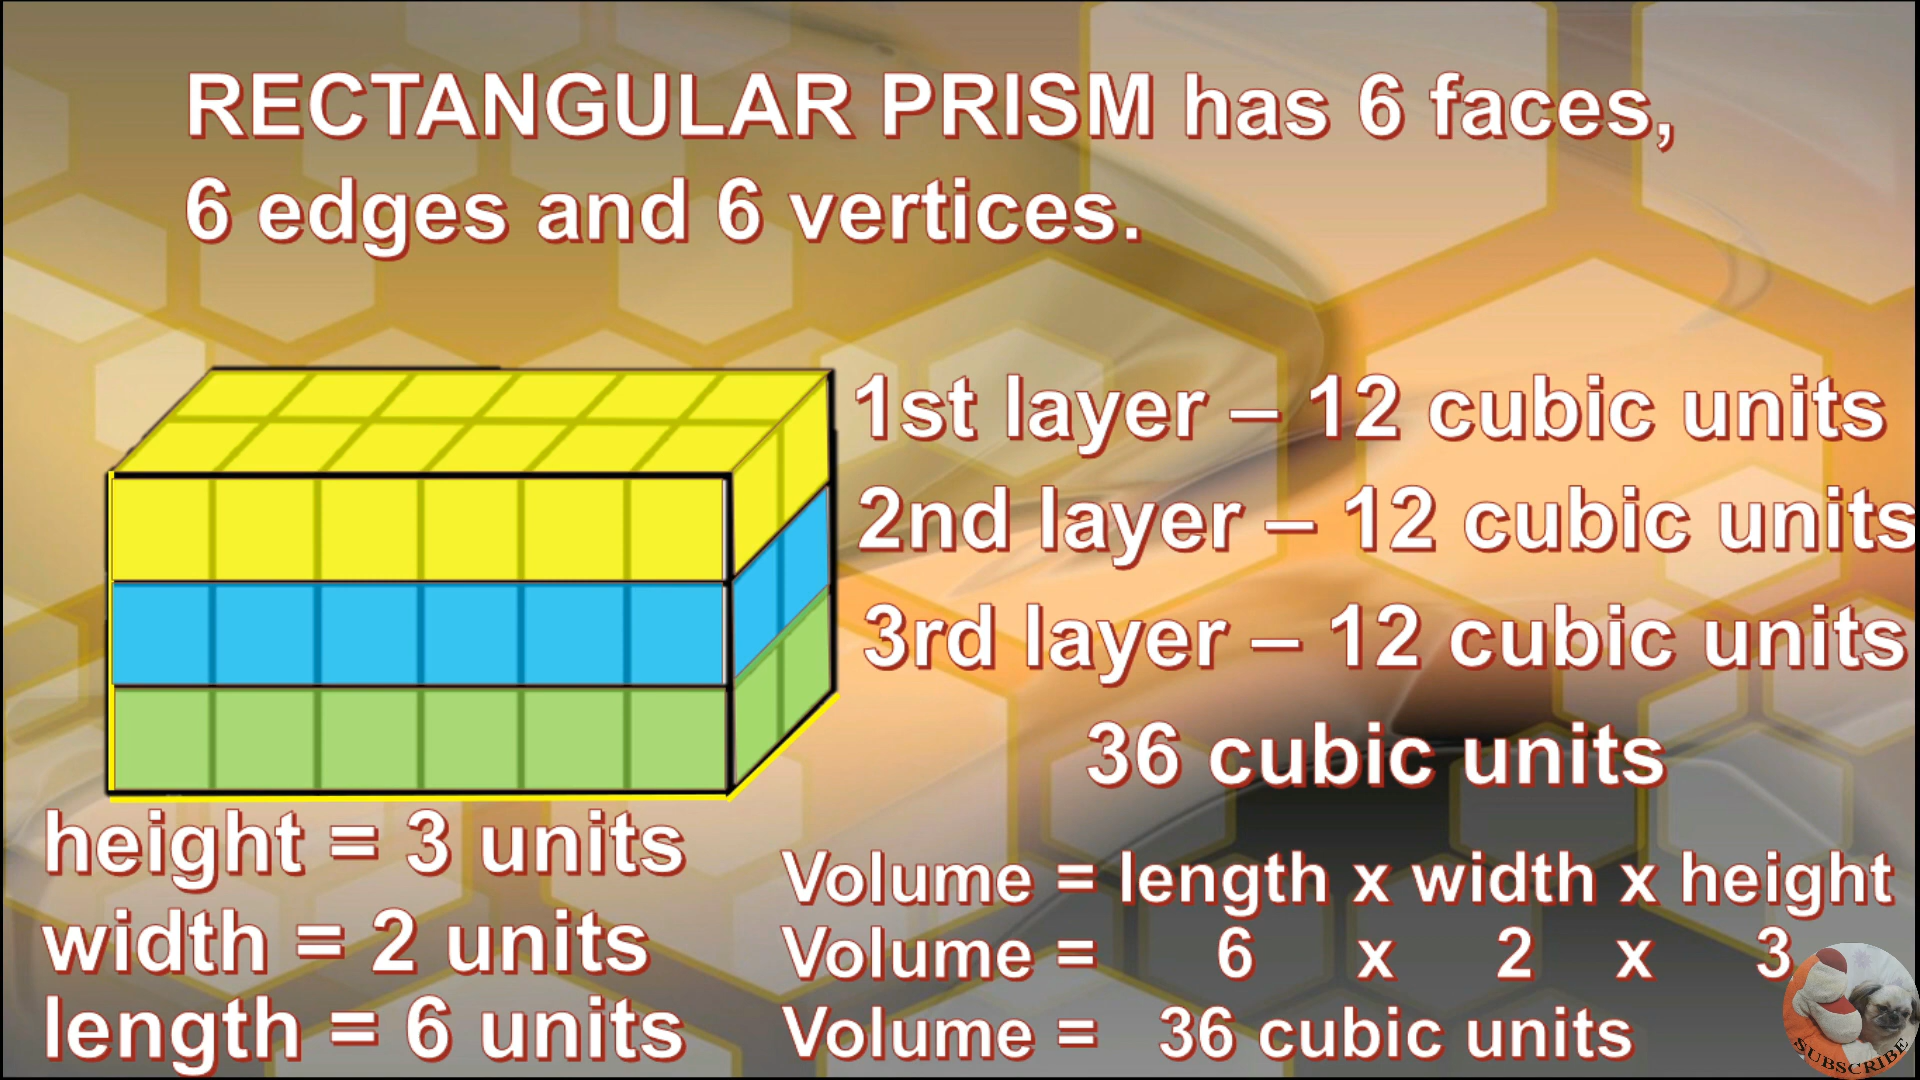 RECTANGULAR PRISM has 6 faces,
6 edges and 6 vertices.
1st layer – 12 cubic units
2nd layer – 12 cubic units
3rd layer – 12 cubic units
36 cubic units
height = 3 units
width = 2 units
length = 6 units
Volume = length x width x height
Volume = 6 x 2 x 3
Volume = 36 cubic units
SUBSCRIBE